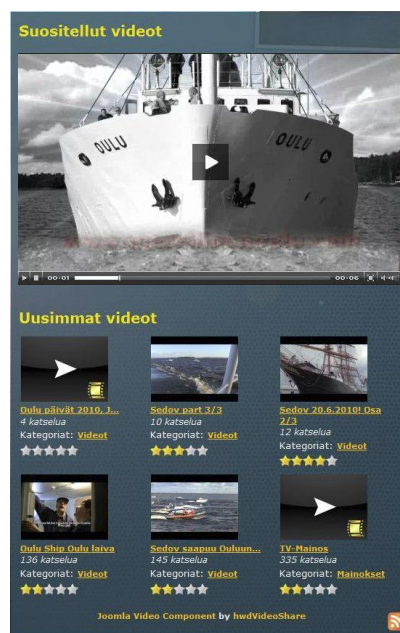 Suositellut videot
OULU
OULU
00:01
00:06
Uusimmat videot
Oulu päivät 2010, J...
4 katselua
Kategoriat: Videot
Sedov part 3/3
10 katselua
Kategoriat: Videot
Sedov 20.6.2010! Osa
2/3
12 katselua
Kategoriat: Videot
Oulu Ship Oulu laiva
136 katselua
Kategoriat: Videot
Sedov saapuu Ouluun...
145 katselua
Kategoriat: Videot
TV-Mainos
335 katselua
Kategoriat: Mainokset
Joomla Video Component by hwdVideoShare